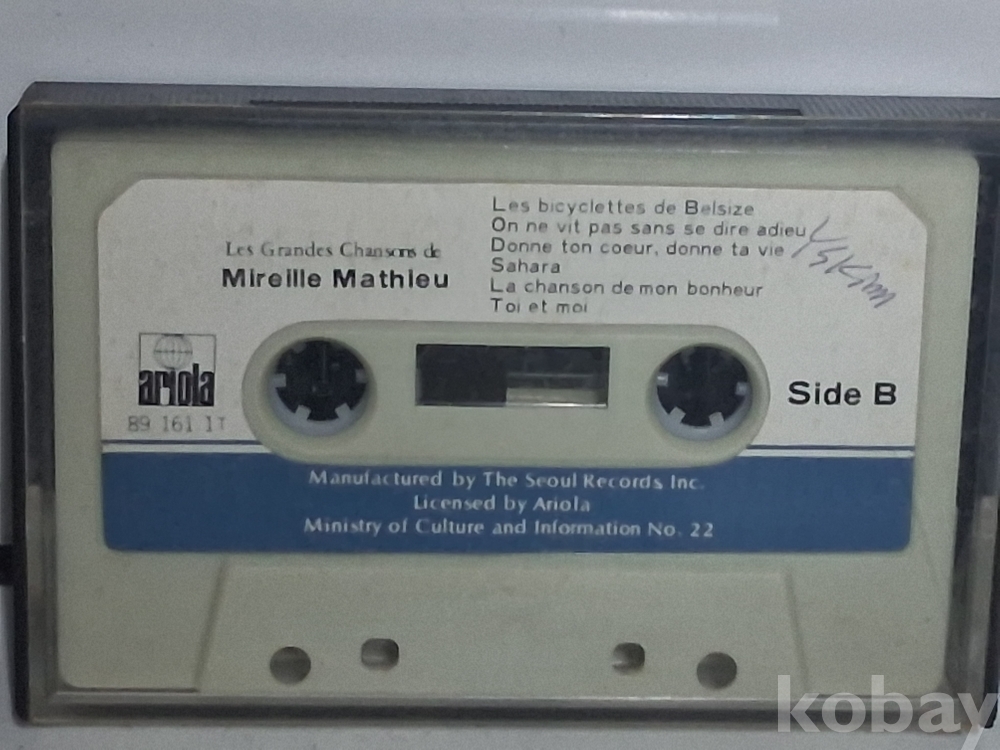 Les Grandes Chansons de
Mireille Mathieu
Les bicyclettes de Belsize
On ne vit pas sans se dire adieu
Donne ton coeur, donne ta vie
Sahara
La chanson de mon bonheur
Toi et moi
YSKim
ariola
89 161 1T
Side B
Manufactured by The Seoul Records Inc.
Licensed by Ariola
Ministry of Culture and Information No. 22
kobay